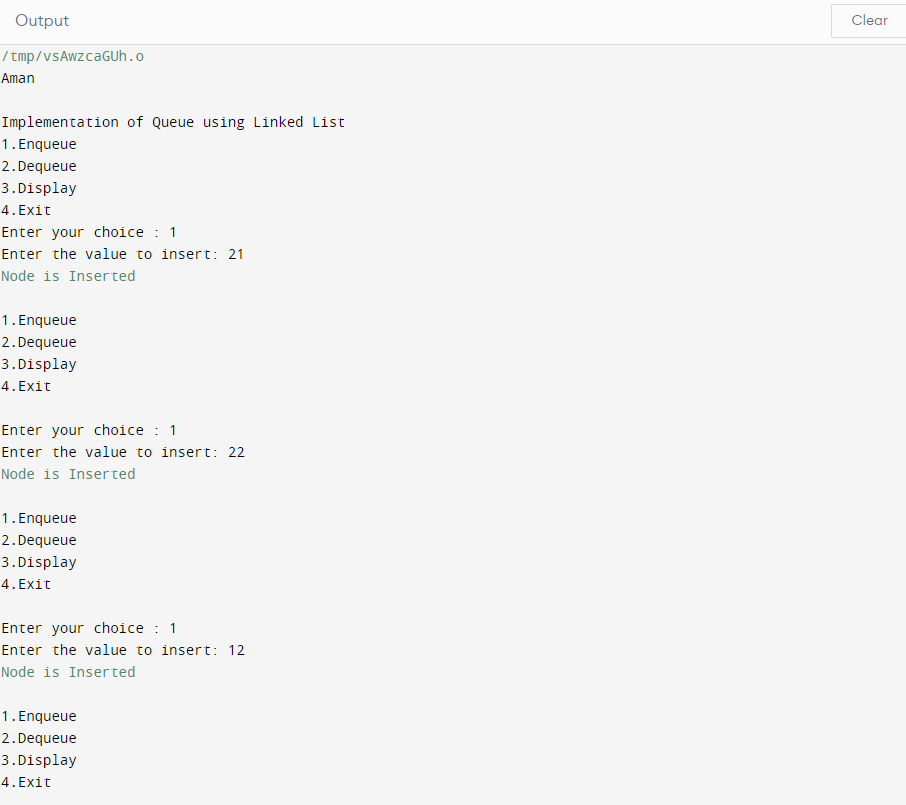 Output
Clear
/tmp/vsAwzcaGUh.o
Aman
Implementation of Queue using Linked List
1.Enqueue
2.Dequeue
3.Display
4.Exit
Enter your choice : 1
Enter the value to insert: 21
Node is Inserted
1.Enqueue
2.Dequeue
3.Display
4.Exit
Enter your choice : 1
Enter the value to insert: 22
Node is Inserted
1.Enqueue
2.Dequeue
3.Display
4.Exit
Enter your choice : 1
Enter the value to insert: 12
Node is Inserted
1.Enqueue
2.Dequeue
3.Display
4.Exit